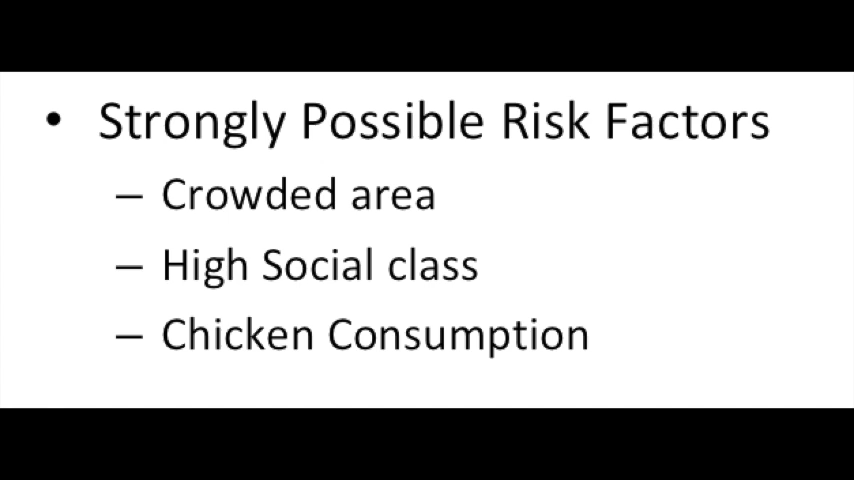 • Strongly Possible Risk Factors
– Crowded area
– High Social class
– Chicken Consumption